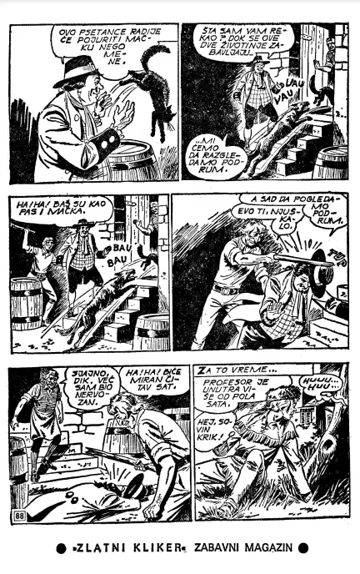 OVO PSETANCE RADIJE
ĆE POJURITI MAČ-
KU NEGO
ME-
NE.
ŠTA SAM VAM RE-
KAO? DOK SE OVE
DVE ŽIVOTINJE ZA-
BAVLJAJU...
VAU
VAU!
...MI
ĆEMO
DA RAZGLE-
DAMO POD-
RUM.
HA! HA! BAŠ SU KAO
PAS I MAČKA.
BAU
BAU
A SAD DA POGLEDA-
MO
POD-
RUM.
EVO TI, NJUŠ-
KALO.
SJAJNO,
DIK, VEĆ
SAM BIO
NERVO-
ZAN.
HA! HA! BIĆE
MIRAN ČI-
TAV SAT.
ZA TO VREME...
PROFESOR JE
UNUTRA VI-
ŠE OD POLA
SATA.
HUUU...
HUU...
HEJ, SO-
VIN
KRIK!
88
● »ZLATNI KLIKER« ZABAVNI MAGAZIN ●